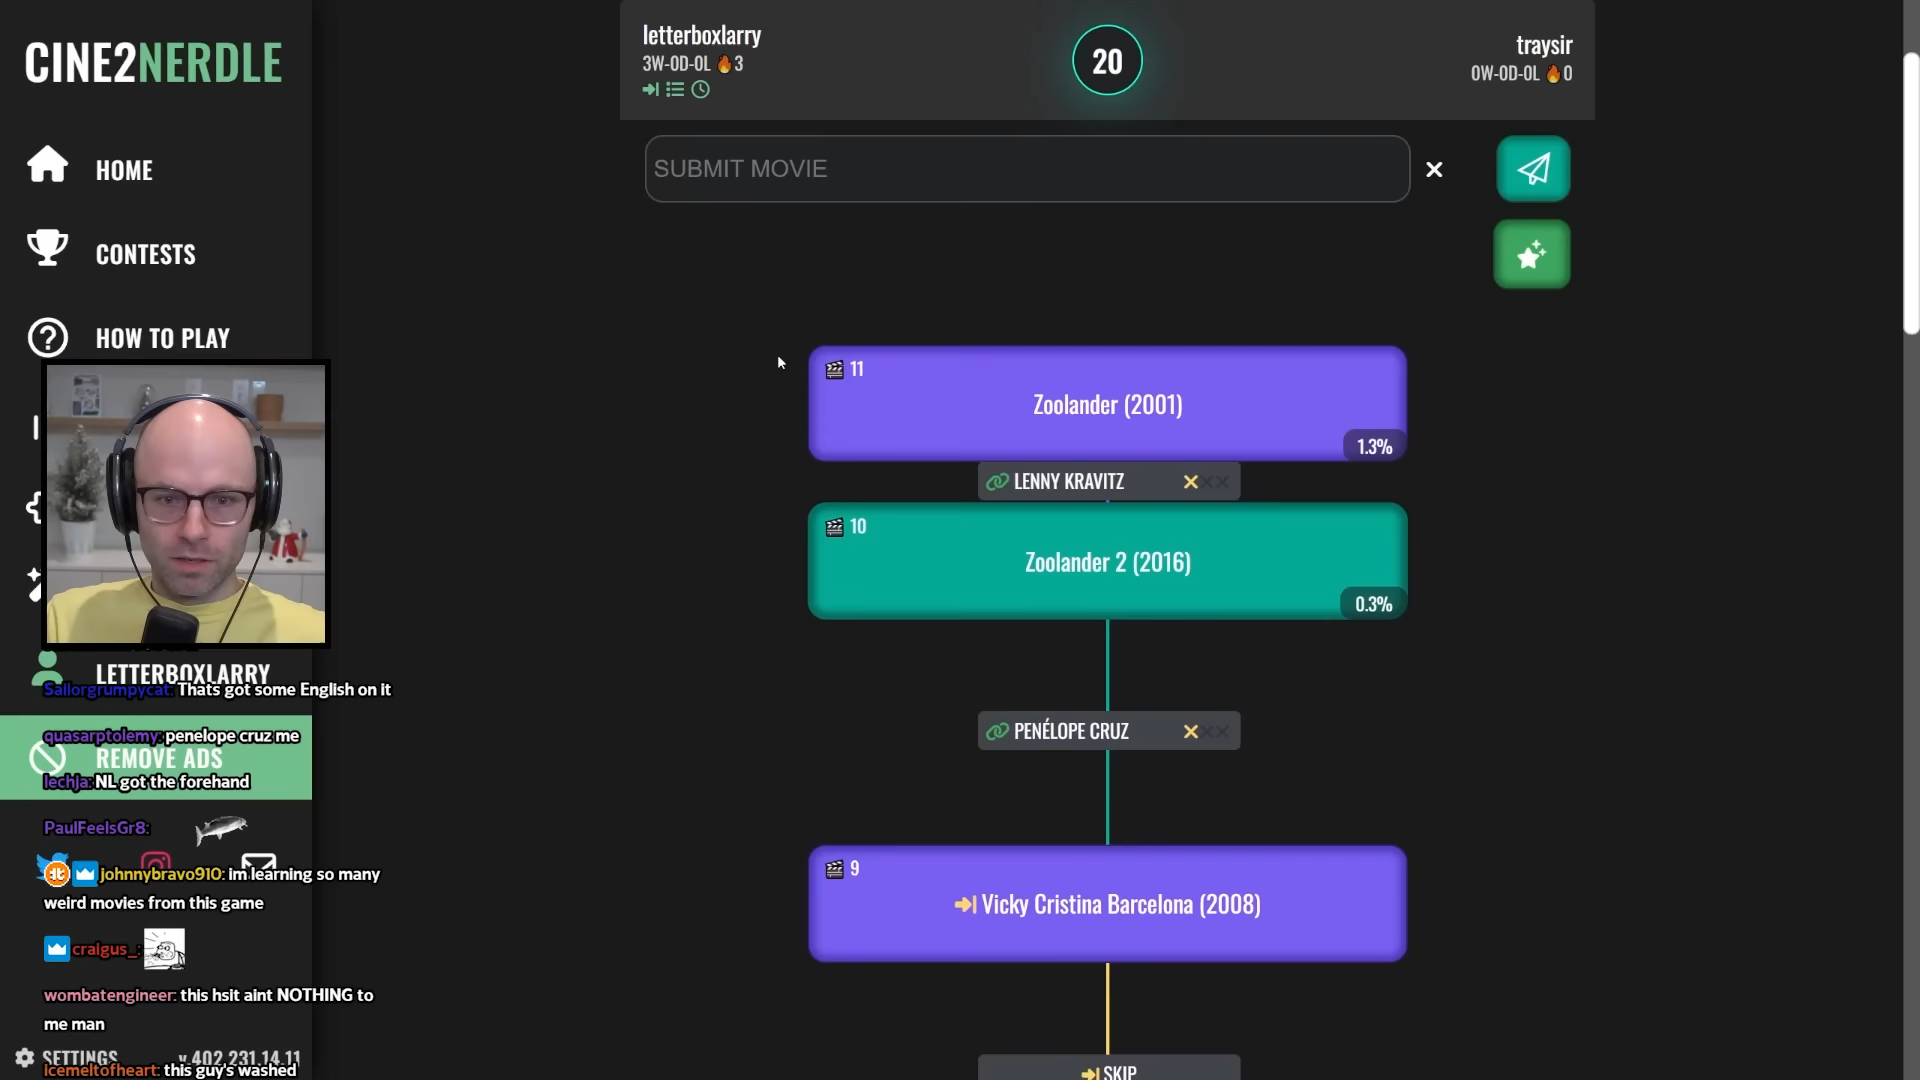 CINE2NERDLE
HOME
CONTESTS
HOW TO PLAY
LETTERBOXLARRY
REMOVE ADS
SETTINGS
v.402.231.14.11
Sailorgrumpycat: Thats got some English on it
quasarptolemy: penelope cruz me
lechja: NL got the forehand
PaulFeelsGr8:
johnnybravo910: im learning so many
weird movies from this game
craigus_:
wombatengineer: this hsit aint NOTHING to
me man
icemeltofheart: this guy's washed
letterboxlarry
3W-0D-0L 3
20
traysir
0W-0D-0L 0
SUBMIT MOVIE
11
Zoolander (2001)
1.3%
LENNY KRAVITZ
10
Zoolander 2 (2016)
0.3%
PENÉLOPE CRUZ
9
Vicky Cristina Barcelona (2008)
SKIP